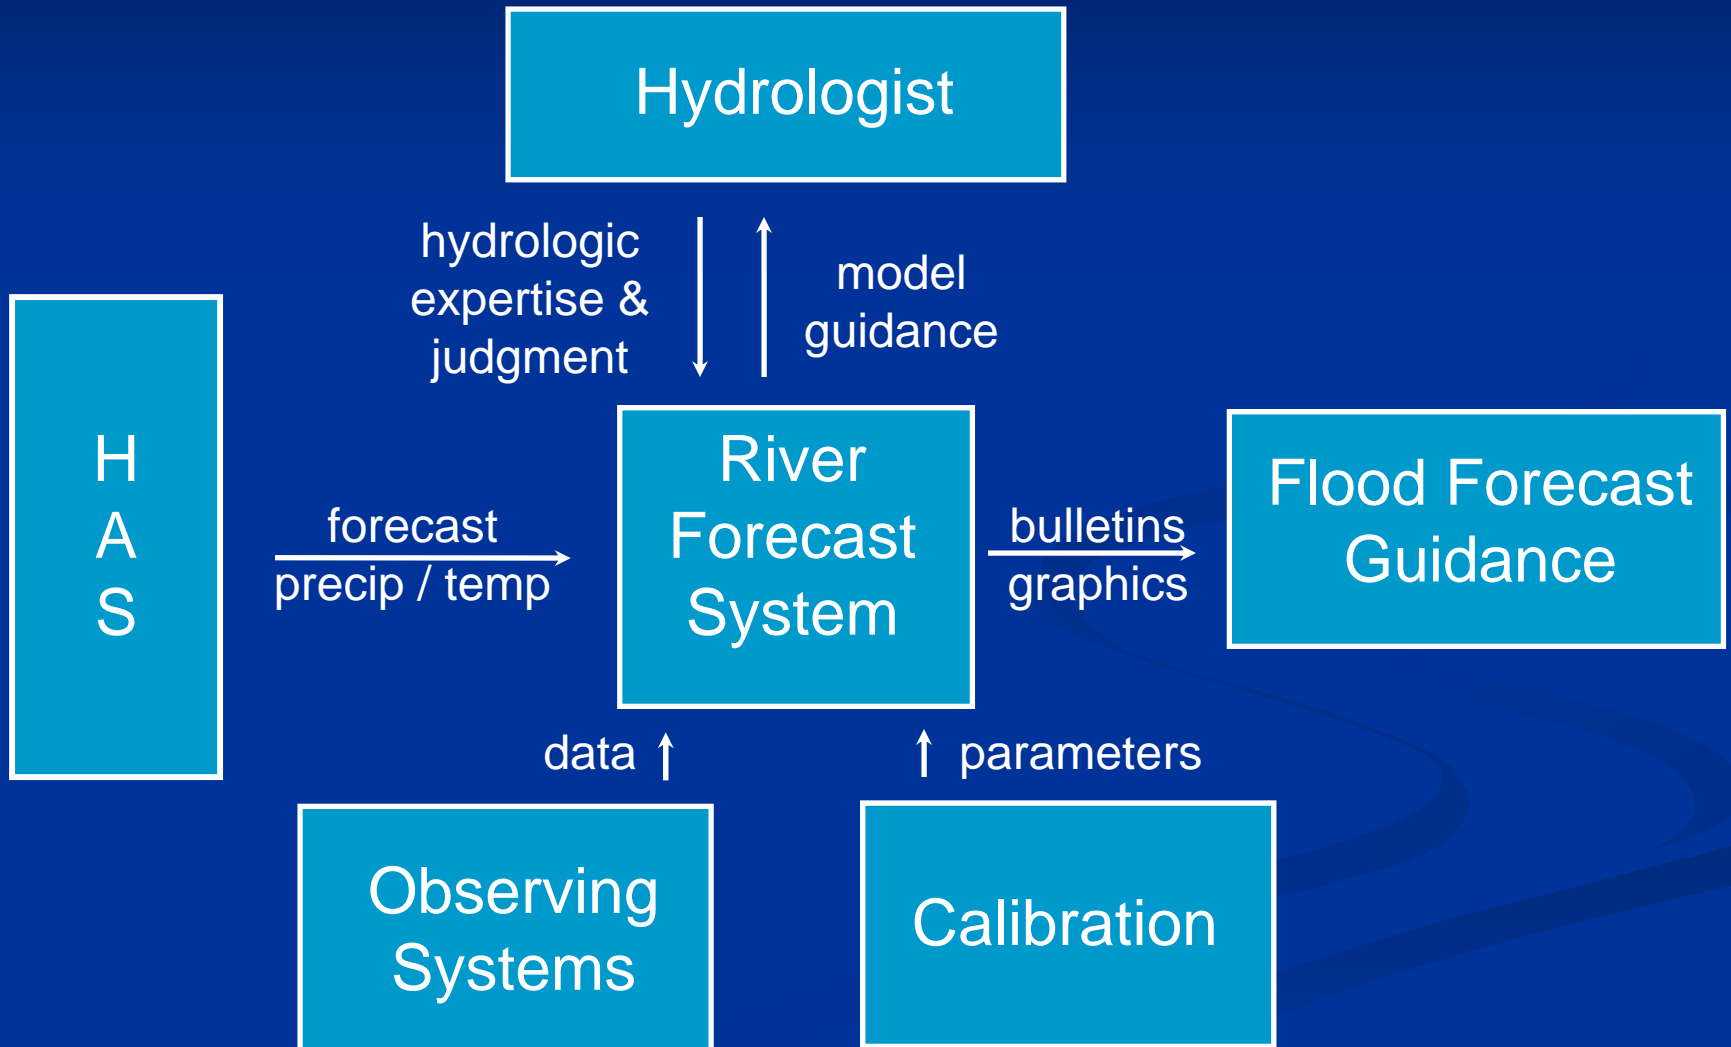 Hydrologist
hydrologic
expertise &
judgment
model
guidance
H
A
S
forecast
precip / temp
River
Forecast
System
bulletins
graphics
Flood Forecast
Guidance
data
parameters
Observing
Systems
Calibration